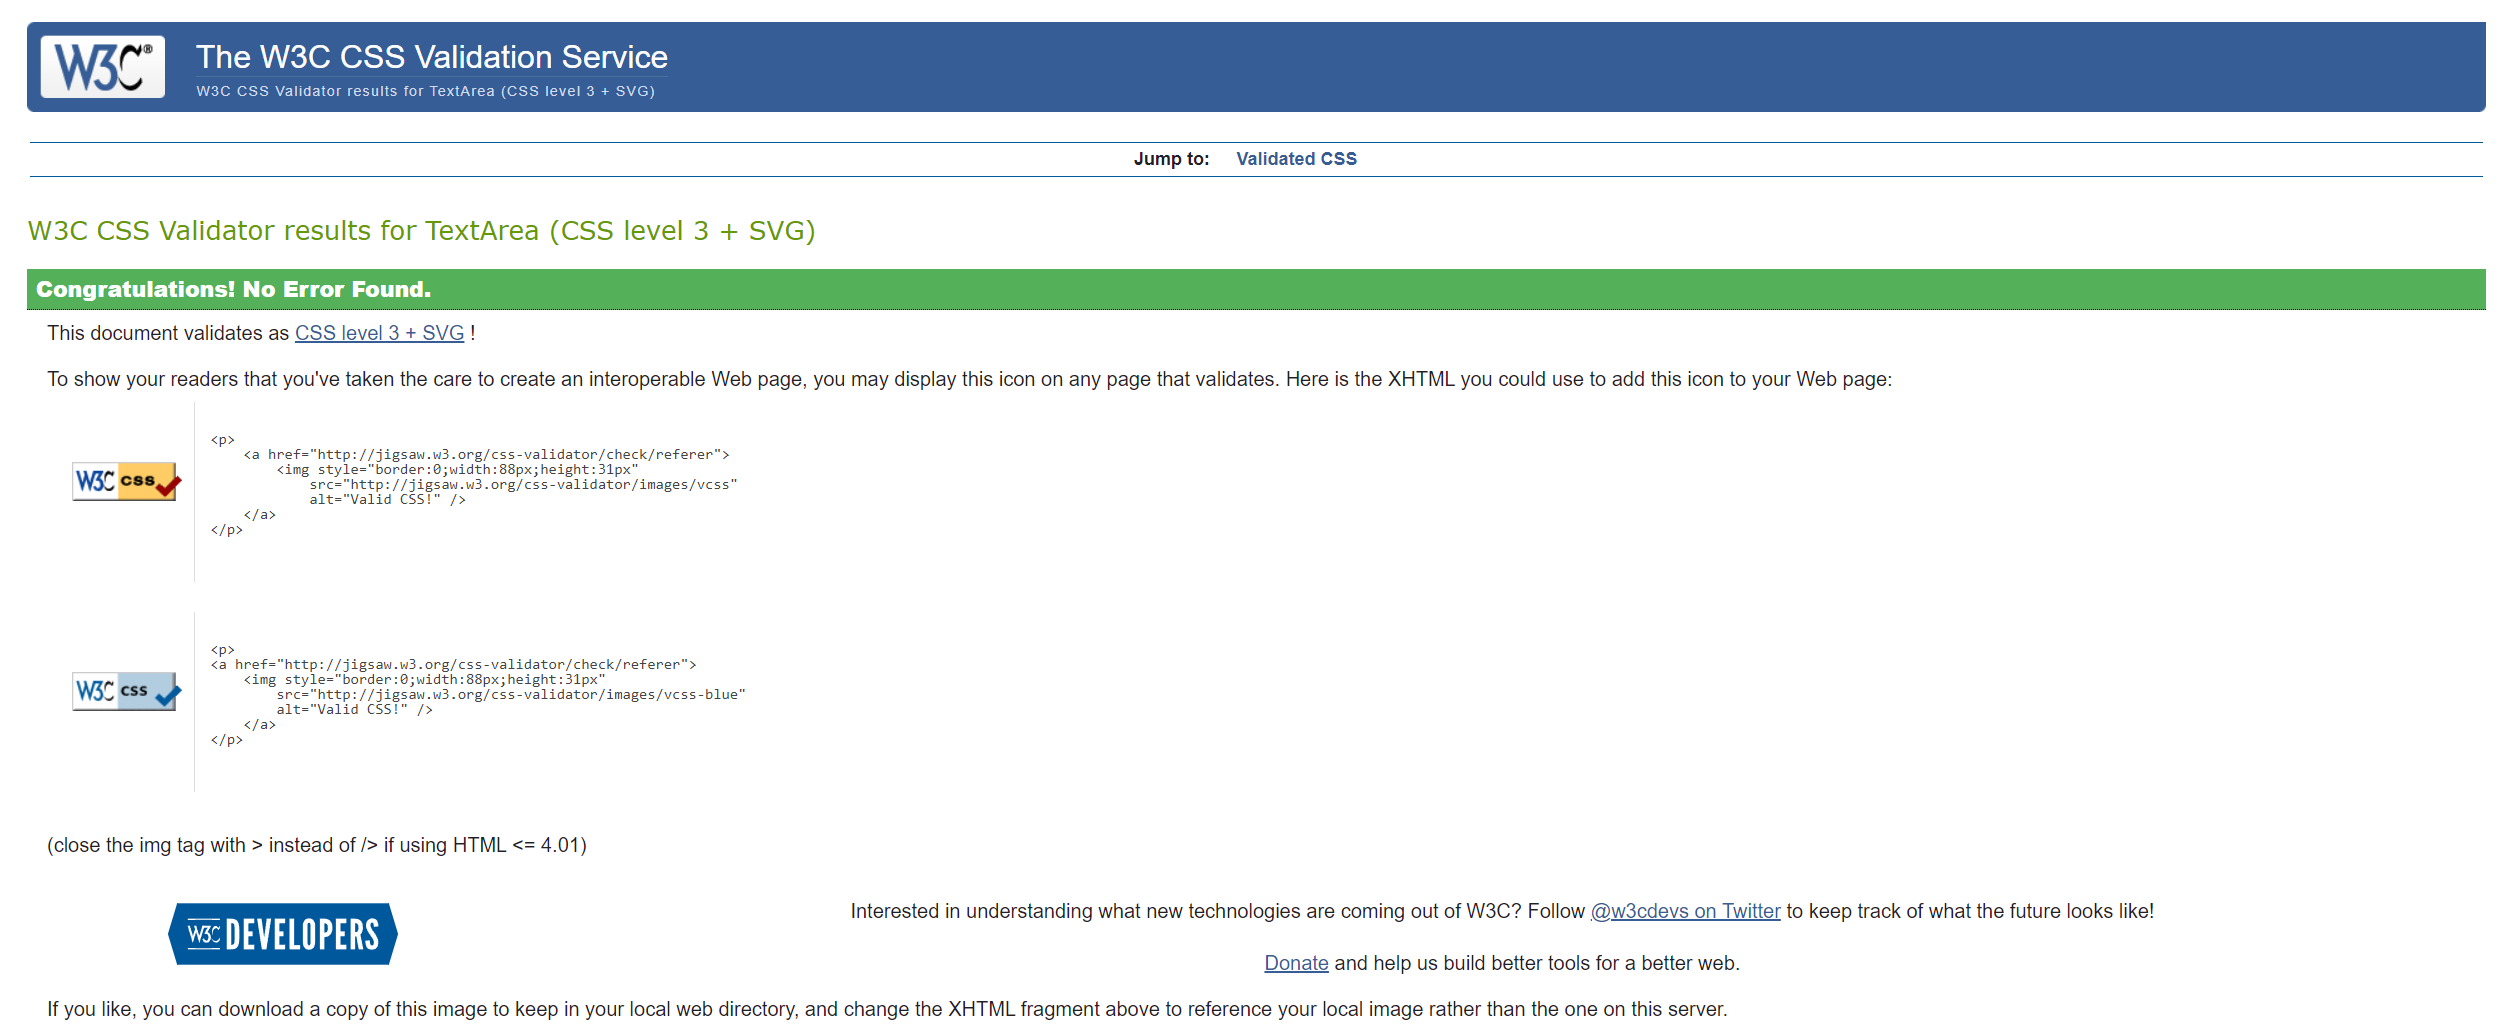 W3C®
The W3C CSS Validation Service
W3C CSS Validator results for TextArea (CSS level 3 + SVG)
Jump to: Validated CSS
W3C CSS Validator results for TextArea (CSS level 3 + SVG)
Congratulations! No Error Found.
This document validates as CSS level 3 + SVG !
To show your readers that you've taken the care to create an interoperable Web page, you may display this icon on any page that validates. Here is the XHTML you could use to add this icon to your Web page:
W3C css
<p>
    <a href="http://jigsaw.w3.org/css-validator/check/referer">
        <img style="border:0;width:88px;height:31px"
            src="http://jigsaw.w3.org/css-validator/images/vcss"
            alt="Valid CSS!" />
    </a>
</p>
W3C css
<p>
<a href="http://jigsaw.w3.org/css-validator/check/referer">
    <img style="border:0;width:88px;height:31px"
        src="http://jigsaw.w3.org/css-validator/images/vcss-blue"
        alt="Valid CSS!" />
    </a>
</p>
(close the img tag with > instead of /> if using HTML <= 4.01)
W3C DEVELOPERS
Interested in understanding what new technologies are coming out of W3C? Follow @w3cdevs on Twitter to keep track of what the future looks like!
Donate and help us build better tools for a better web.
If you like, you can download a copy of this image to keep in your local web directory, and change the XHTML fragment above to reference your local image rather than the one on this server.